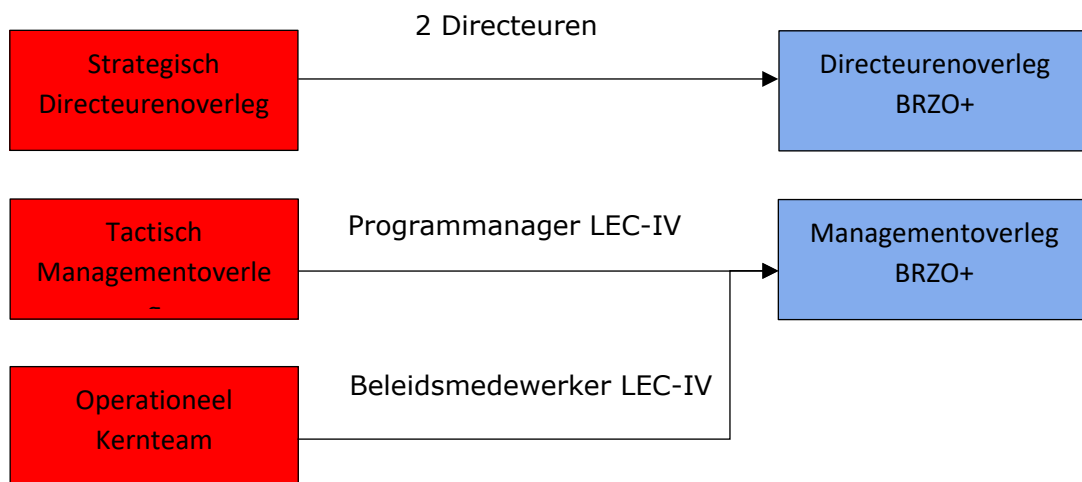 2 Directeuren
Strategisch
Directeurenoverleg
Directeurenoverleg
BRZO+
Tactisch
Managementoverle
Programmanager LEC-IV
Managementoverleg
BRZO+
Operationeel
Kernteam
Beleidsmedewerker LEC-IV